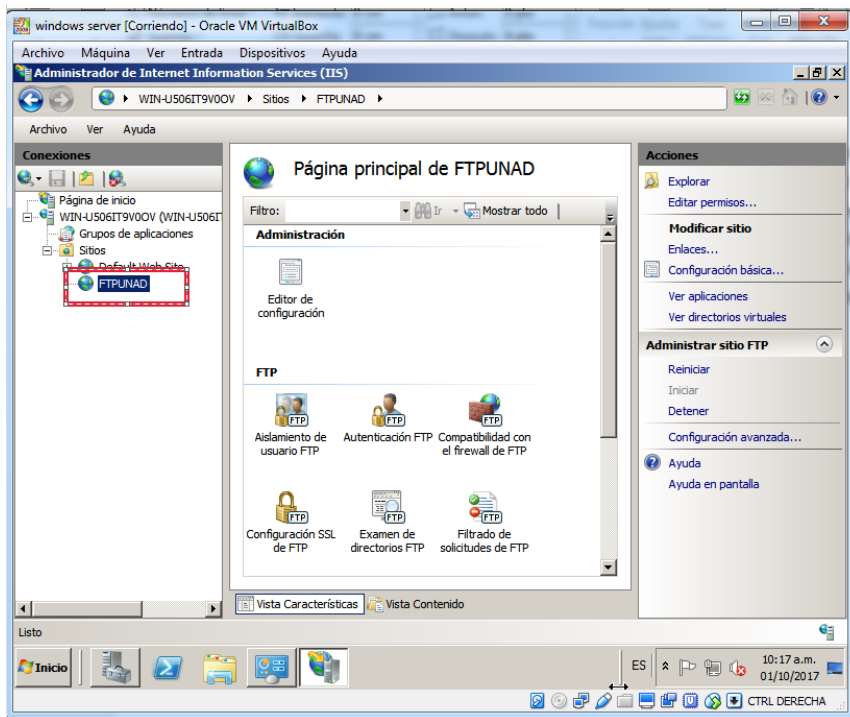 windows server [Corriendo] - Oracle VM VirtualBox
Archivo Máquina Ver Entrada Dispositivos Ayuda
Administrador de Internet Information Services (IIS)
WIN-U506IT9V0OV Sitios FTPUNAD
Archivo Ver Ayuda
Conexiones
Página de inicio
WIN-U506IT9V0OV (WIN-U506IT
Grupos de aplicaciones
Sitios
Default Web Site
FTPUNAD
Página principal de FTPUNAD
Filtro: Ir Mostrar todo
Administración
Editor de
configuración
FTP
Aislamiento de
usuario FTP
Autenticación FTP
Compatibilidad con
el firewall de FTP
Configuración SSL
de FTP
Examen de
directorios FTP
Filtrado de
solicitudes de FTP
Vista Características Vista Contenido
Acciones
Explorar
Editar permisos...
Modificar sitio
Enlaces...
Configuración básica...
Ver aplicaciones
Ver directorios virtuales
Administrar sitio FTP
Reiniciar
Iniciar
Detener
Configuración avanzada...
Ayuda
Ayuda en pantalla
Listo
Inicio
ES
10:17 a.m.
01/10/2017
CTRL DERECHA